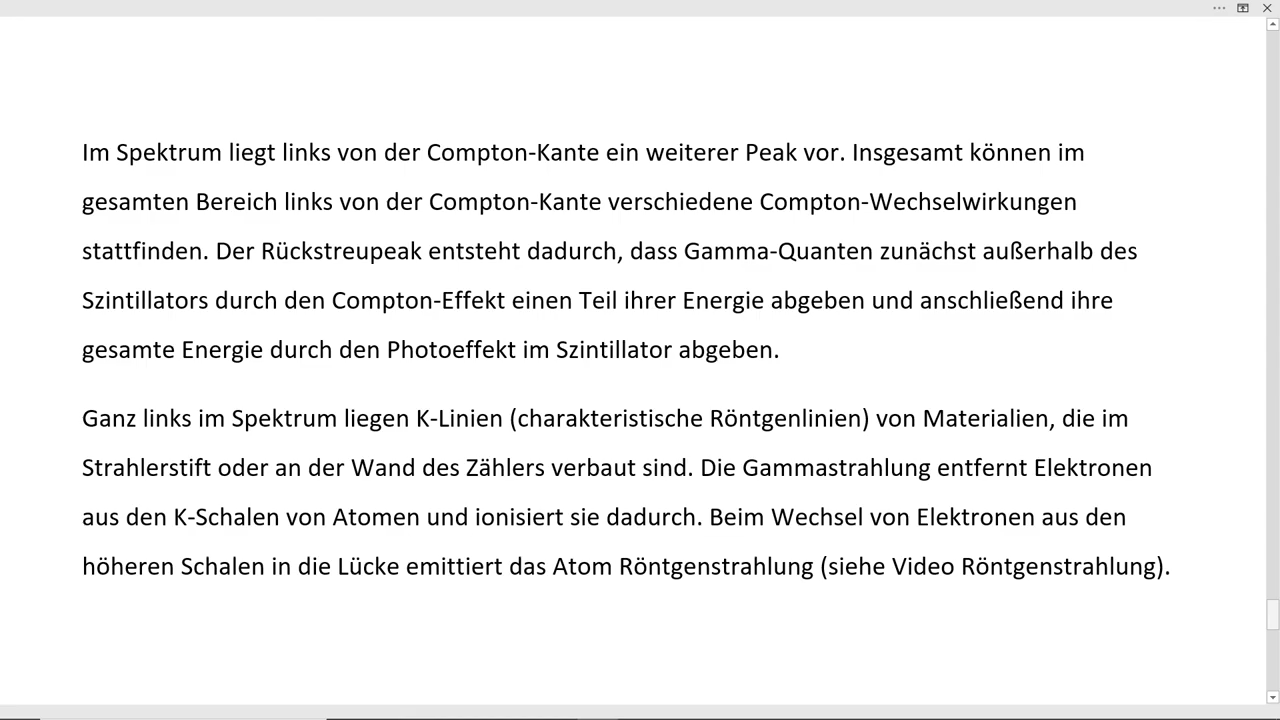 Im Spektrum liegt links von der Compton-Kante ein weiterer Peak vor. Insgesamt können im
gesamten Bereich links von der Compton-Kante verschiedene Compton-Wechselwirkungen
stattfinden. Der Rückstreupeak entsteht dadurch, dass Gamma-Quanten zunächst außerhalb des
Szintillators durch den Compton-Effekt einen Teil ihrer Energie abgeben und anschließend ihre
gesamte Energie durch den Photoeffekt im Szintillator abgeben.
Ganz links im Spektrum liegen K-Linien (charakteristische Röntgenlinien) von Materialien, die im
Strahlerstift oder an der Wand des Zählers verbaut sind. Die Gammastrahlung entfernt Elektronen
aus den K-Schalen von Atomen und ionisiert sie dadurch. Beim Wechsel von Elektronen aus den
höheren Schalen in die Lücke emittiert das Atom Röntgenstrahlung (siehe Video Röntgenstrahlung).